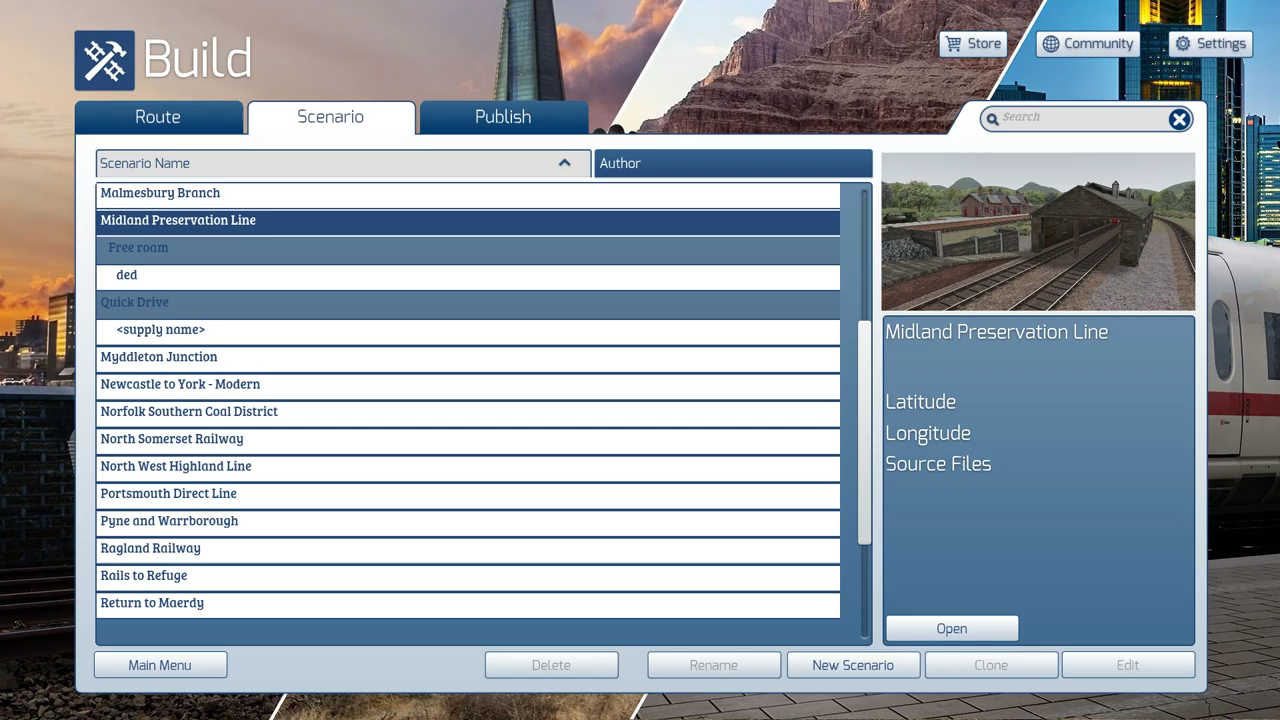 Build
Store
Community
Settings
Route
Scenario
Publish
Search
Scenario Name
Author
Malmesbury Branch
Midland Preservation Line
Free roam
ded
Quick Drive
<supply name>
Myddleton Junction
Newcastle to York - Modern
Norfolk Southern Coal District
North Somerset Railway
North West Highland Line
Portsmouth Direct Line
Pyne and Warrborough
Ragland Railway
Rails to Refuge
Return to Maerdy
Midland Preservation Line
Latitude
Longitude
Source Files
Open
Main Menu
Delete
Rename
New Scenario
Clone
Edit